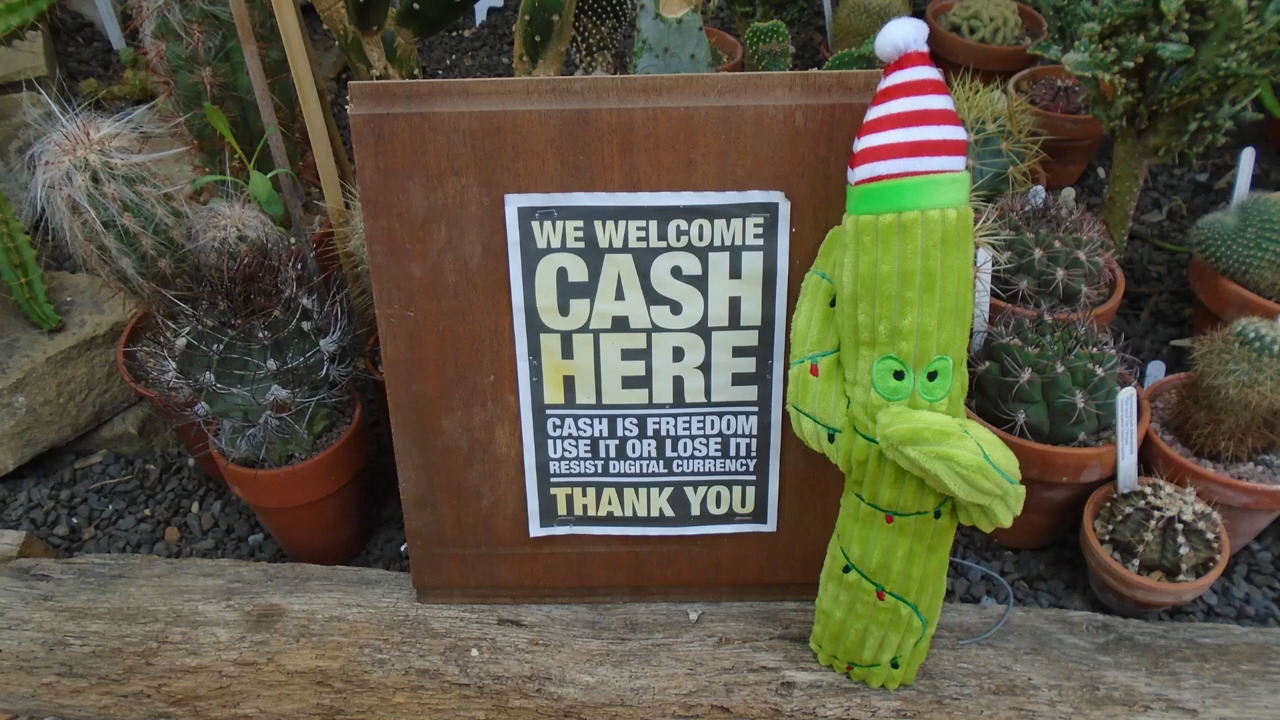 WE WELCOME
CASH
HERE
CASH IS FREEDOM
USE IT OR LOSE IT!
RESIST DIGITAL CURRENCY
THANK YOU